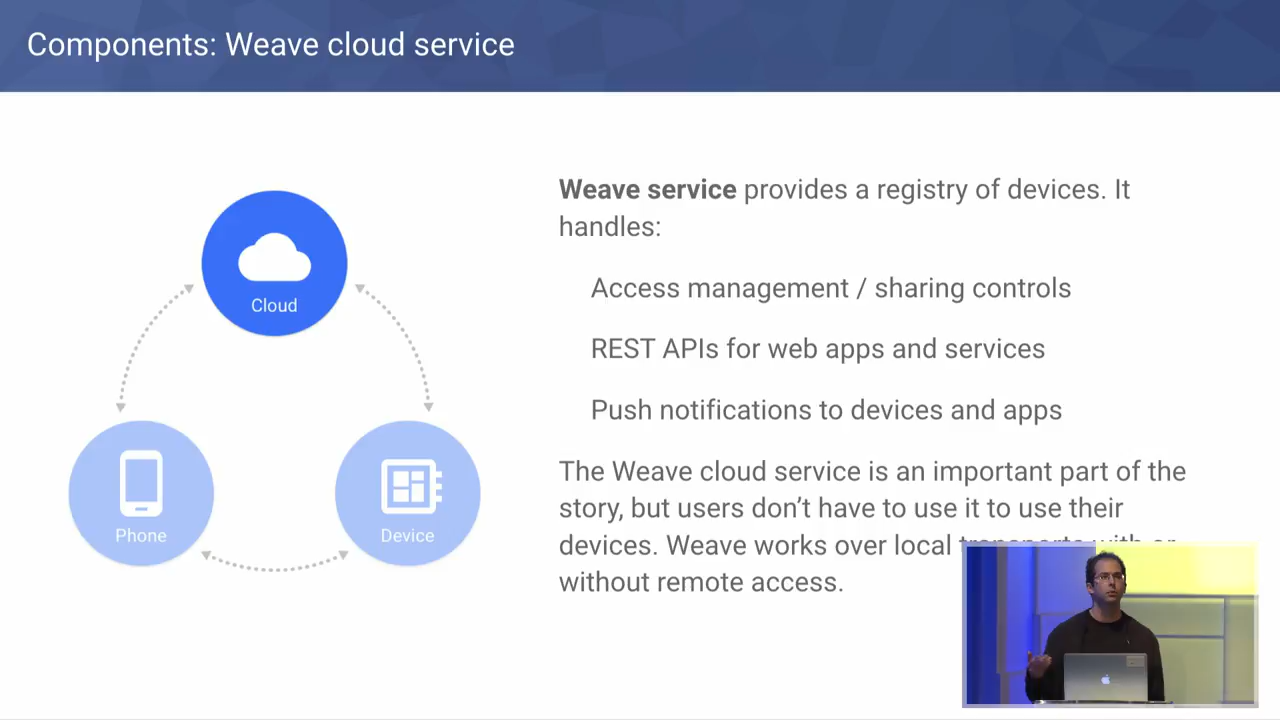 Components: Weave cloud service
Weave service provides a registry of devices. It
handles:
Access management / sharing controls
REST APIs for web apps and services
Push notifications to devices and apps
The Weave cloud service is an important part of the
story, but users don’t have to use it to use their
devices. Weave works over local transports with or
without remote access.
Cloud
Phone
Device